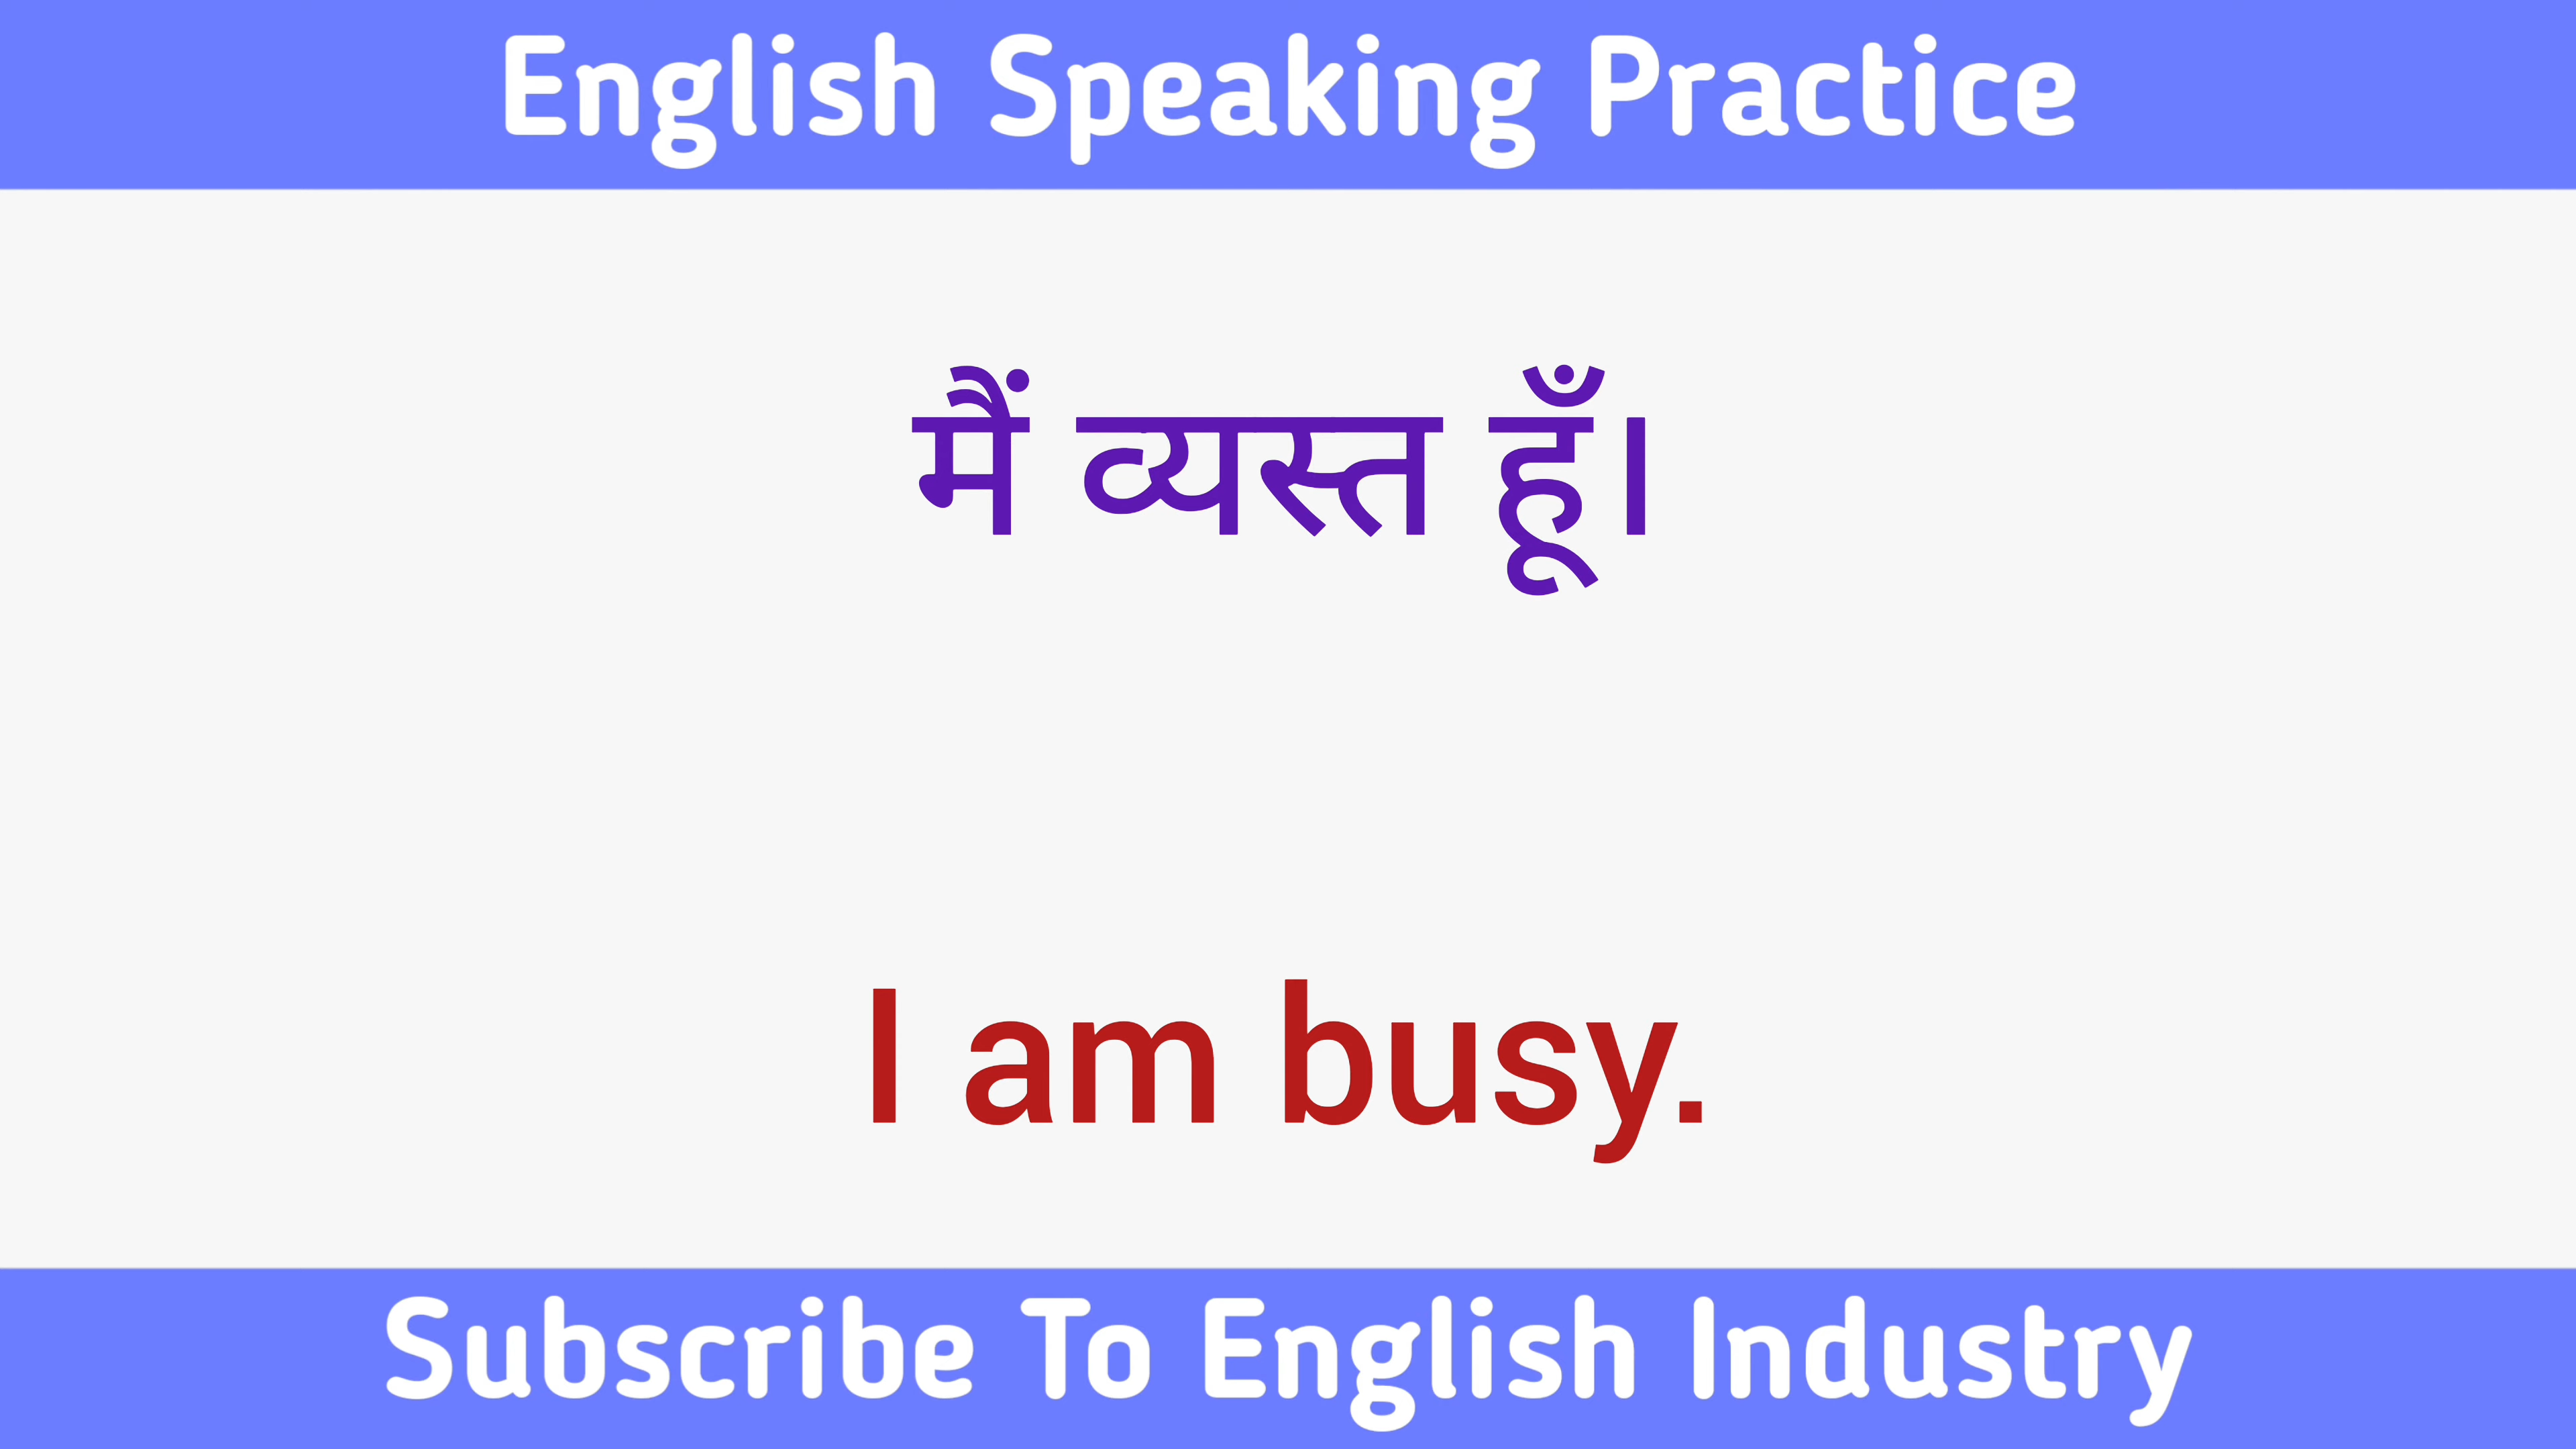 English Speaking Practice
मैं व्यस्त हूँ।
I am busy.
Subscribe To English Industry